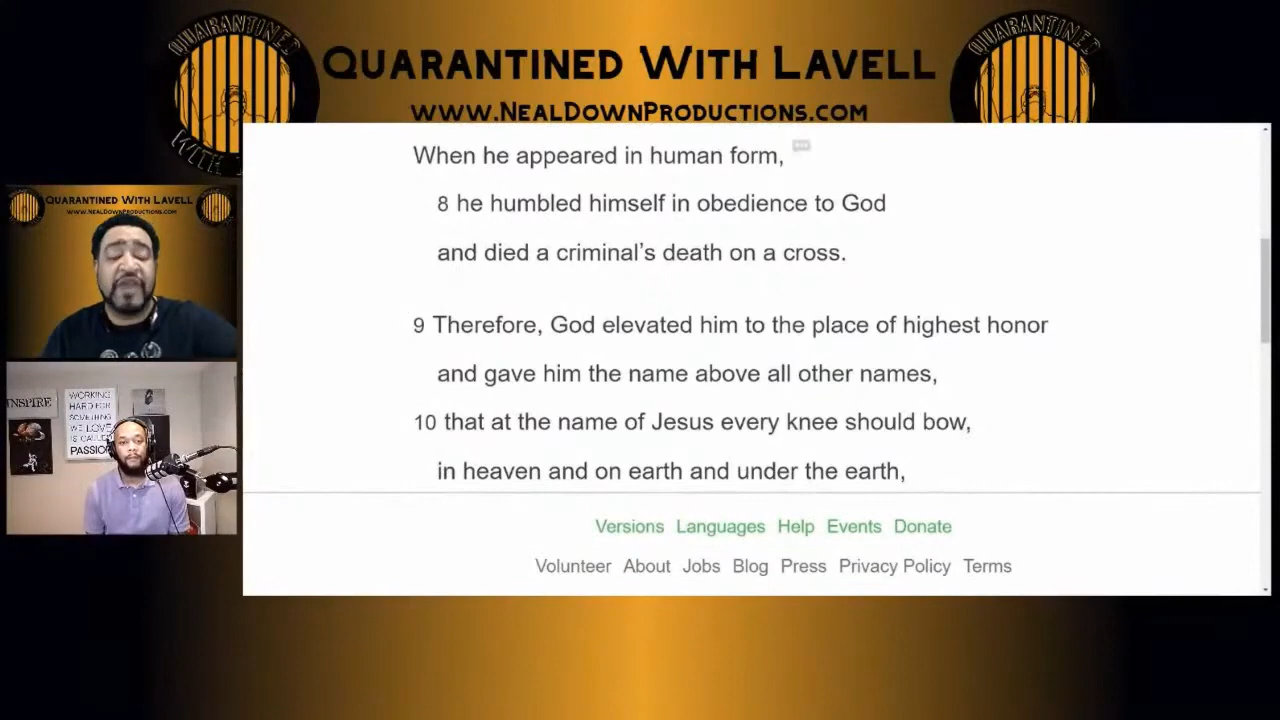 QUARANTINED
WITH
QUARANTINED WITH LAVELL
www.NEALDOWNPRODUCTIONS.COM
QUARANTINED
When he appeared in human form,
8 he humbled himself in obedience to God
and died a criminal’s death on a cross.
9 Therefore, God elevated him to the place of highest honor
and gave him the name above all other names,
10 that at the name of Jesus every knee should bow,
in heaven and on earth and under the earth,
Versions Languages Help Events Donate
Volunteer About Jobs Blog Press Privacy Policy Terms
QUARANTINED WITH LAVELL
www.NEALDOWNPRODUCTIONS.COM
INSPIRE
WORKING
HARD FOR
SOMETHING
WE LOVE
IS CALLED
PASSION